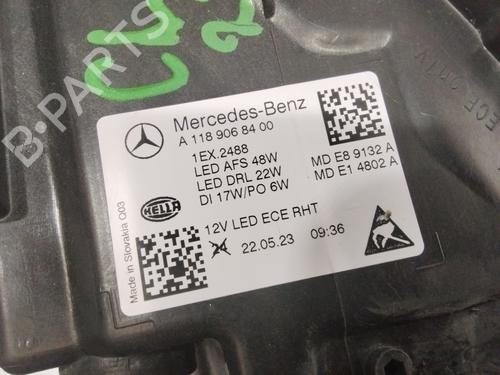 B-PARTS
Mercedes-Benz
A 118 906 84 00
1EX.2488
LED AFS 48W
LED DRL 22W
DI 17W/PO 6W
MD E8 9132 A
MD E1 4802 A
HELLA
12V LED ECE RHT
22.05.23 09:36
Made in Slovakia Q03